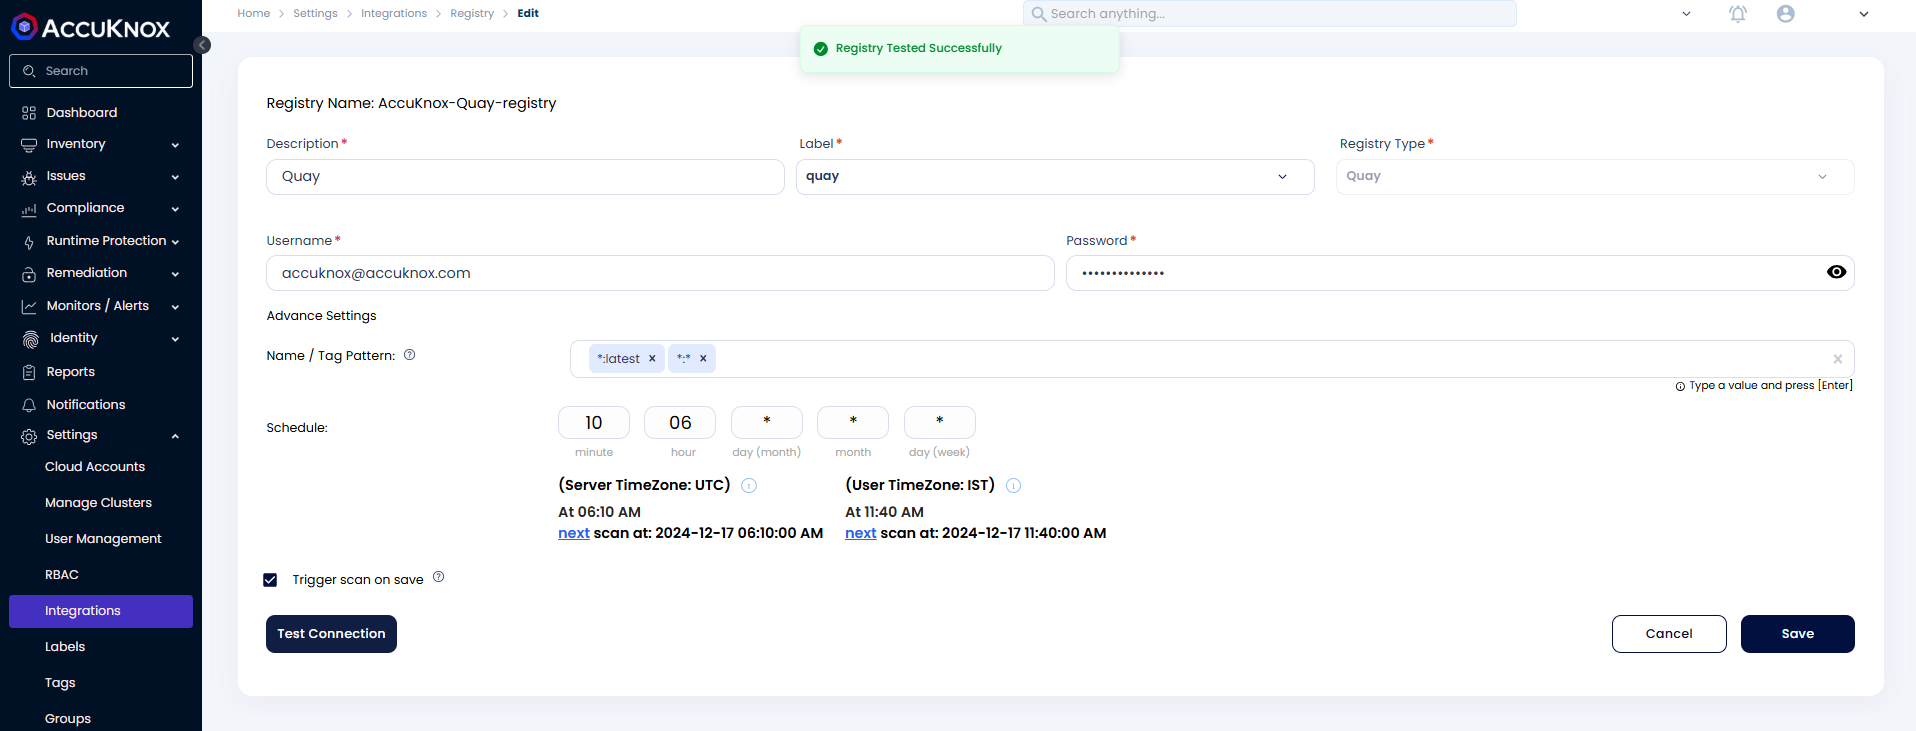 ACCUKNOX
Search
Dashboard
Inventory
Issues
Compliance
Runtime Protection
Remediation
Monitors / Alerts
Identity
Reports
Notifications
Settings
Cloud Accounts
Manage Clusters
User Management
RBAC
Integrations
Labels
Tags
Groups
Home > Settings > Integrations > Registry > Edit
Search anything...
Registry Tested Successfully
Registry Name: AccuKnox-Quay-registry
Description* Label* Registry Type*
Quay quay Quay
Username* Password*
accuknox@accuknox.com ••••••••••••••
Advance Settings
Name / Tag Pattern: *:latest × *:* ×
Type a value and press [Enter]
Schedule: 10 06 * * *
minute hour day (month) month day (week)
(Server TimeZone: UTC) (User TimeZone: IST)
At 06:10 AM At 11:40 AM
next scan at: 2024-12-17 06:10:00 AM next scan at: 2024-12-17 11:40:00 AM
Trigger scan on save
Test Connection Cancel Save